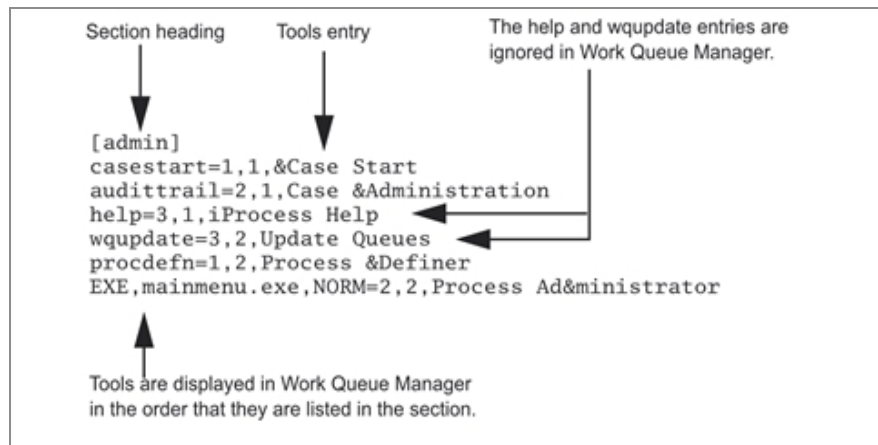 Section heading
Tools entry
The help and wqupdate entries are
ignored in Work Queue Manager.
[admin]
casestart=1,1,&Case Start
audittrail=2,1,Case &Administration
help=3,1,iProcess Help
wqupdate=3,2,Update Queues
procdefn=1,2,Process &Definer
EXE,mainmenu.exe,NORM=2,2,Process Ad&ministrator
Tools are displayed in Work Queue Manager
in the order that they are listed in the section.